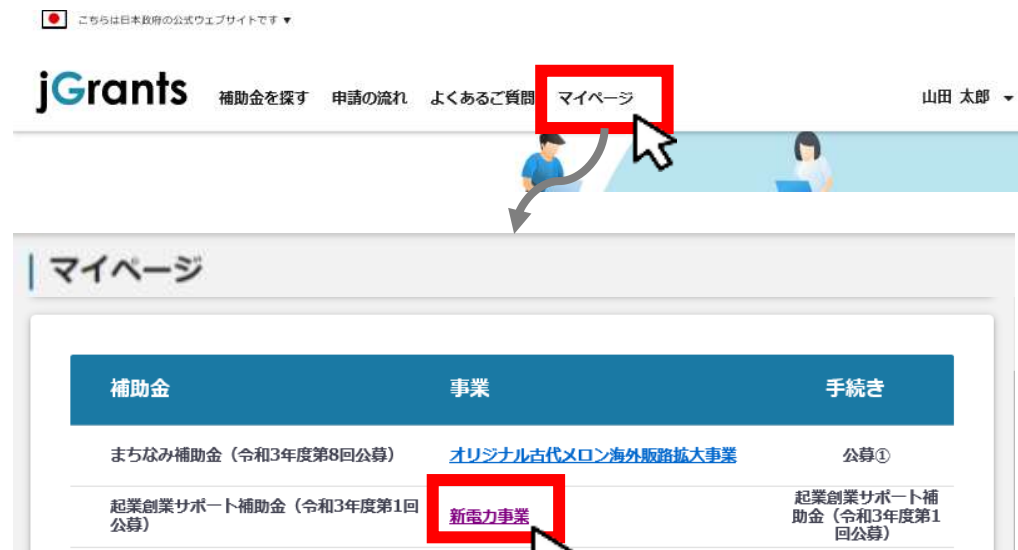 こちらは日本政府の公式ウェブサイトです ▼
jGrants 補助金を探す 申請の流れ よくあるご質問 マイページ 山田 太郎
マイページ
補助金 事業 手続き
まちなみ補助金（令和3年度第8回公募） オリジナル古代メロン海外販路拡大事業 公募①
起業創業サポート補助金（令和3年度第1回
公募）
新電力事業
起業創業サポート補
助金（令和3年度第1
回公募）